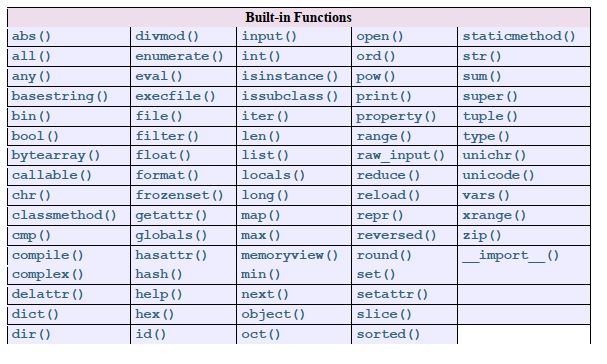 Built-in Functions
abs() divmod() input() open() staticmethod()
all() enumerate() int() ord() str()
any() eval() isinstance() pow() sum()
basestring() execfile() issubclass() print() super()
bin() file() iter() property() tuple()
bool() filter() len() range() type()
bytearray() float() list() raw_input() unichr()
callable() format() locals() reduce() unicode()
chr() frozenset() long() reload() vars()
classmethod() getattr() map() repr() xrange()
cmp() globals() max() reversed() zip()
compile() hasattr() memoryview() round() __import__()
complex() hash() min() set()
delattr() help() next() setattr()
dict() hex() object() slice()
dir() id() oct() sorted()